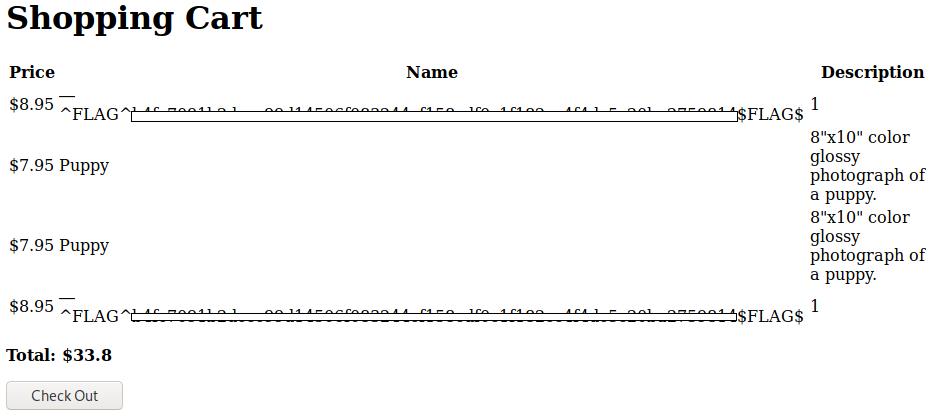 Shopping Cart
Price Name Description
$8.95 __ 1
^FLAG^ $FLAG$
$7.95 Puppy 8"x10" color
glossy
photograph of
a puppy.
$7.95 Puppy 8"x10" color
glossy
photograph of
a puppy.
$8.95 __ 1
^FLAG^ $FLAG$
Total: $33.8
Check Out